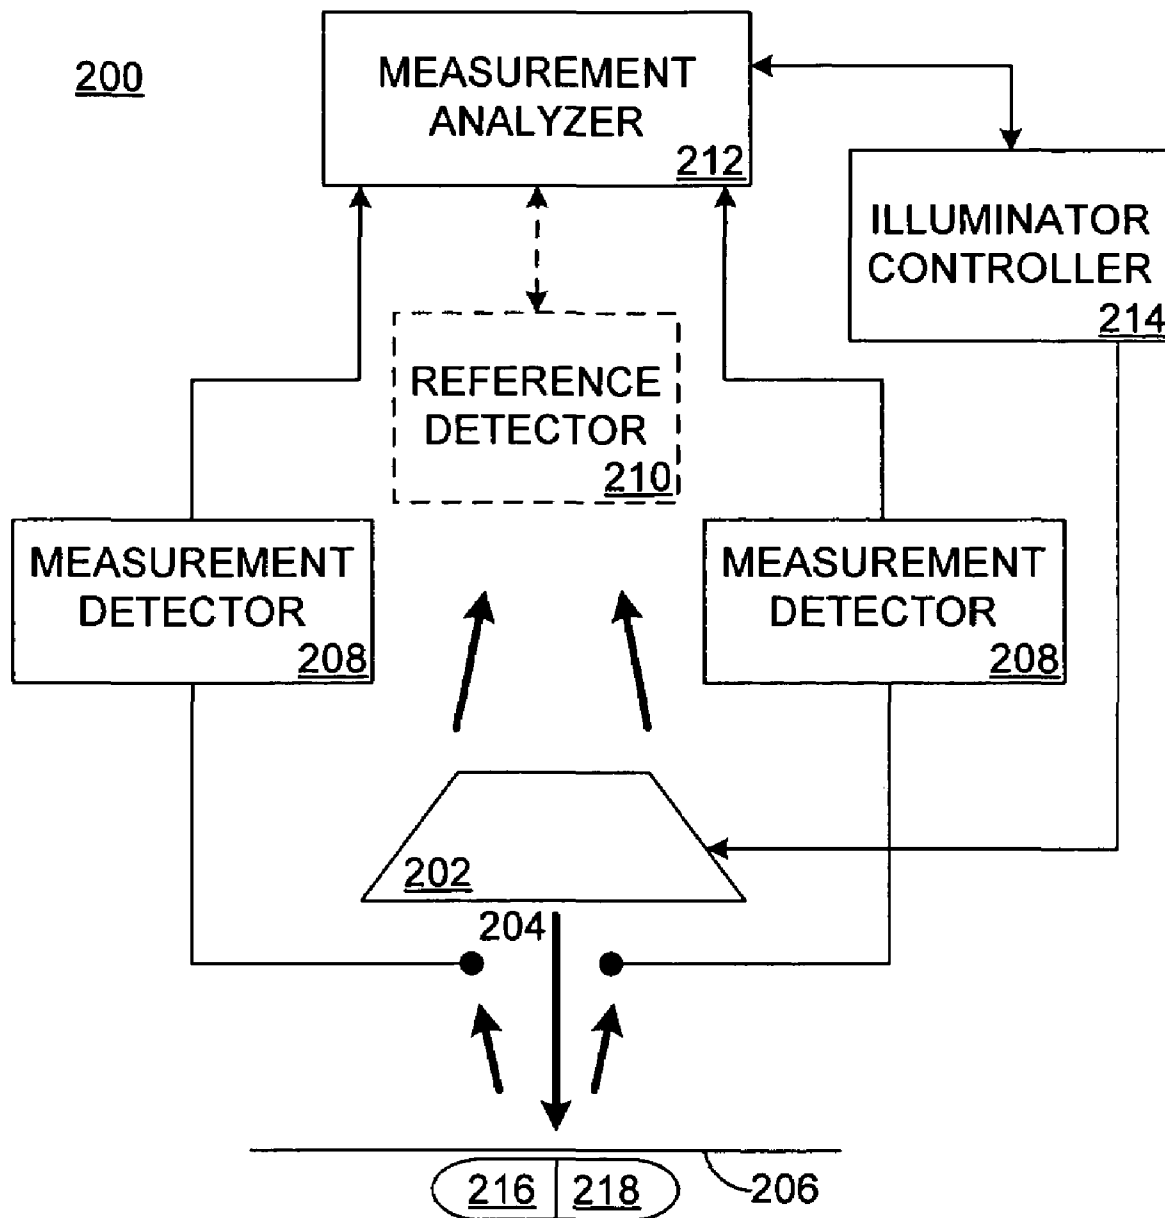 200
MEASUREMENT
ANALYZER
212
ILLUMINATOR
CONTROLLER
214
REFERENCE
DETECTOR
210
MEASUREMENT
DETECTOR
208
MEASUREMENT
DETECTOR
208
202
204
216
218
206